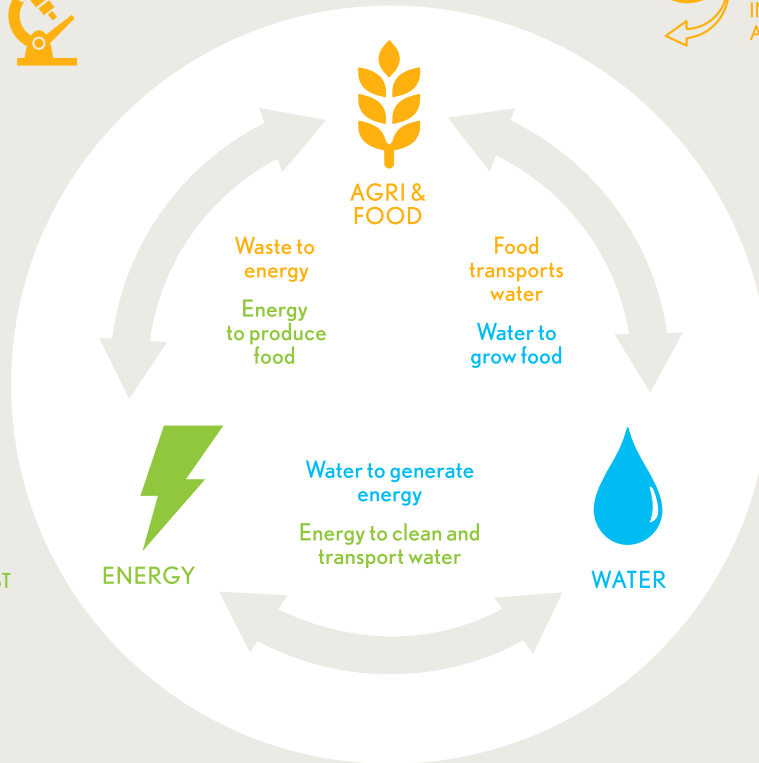 AGRI &
FOOD
Waste to
energy
Energy
to produce
food
Food
transports
water
Water to
grow food
Water to generate
energy
Energy to clean and
transport water
ENERGY
WATER